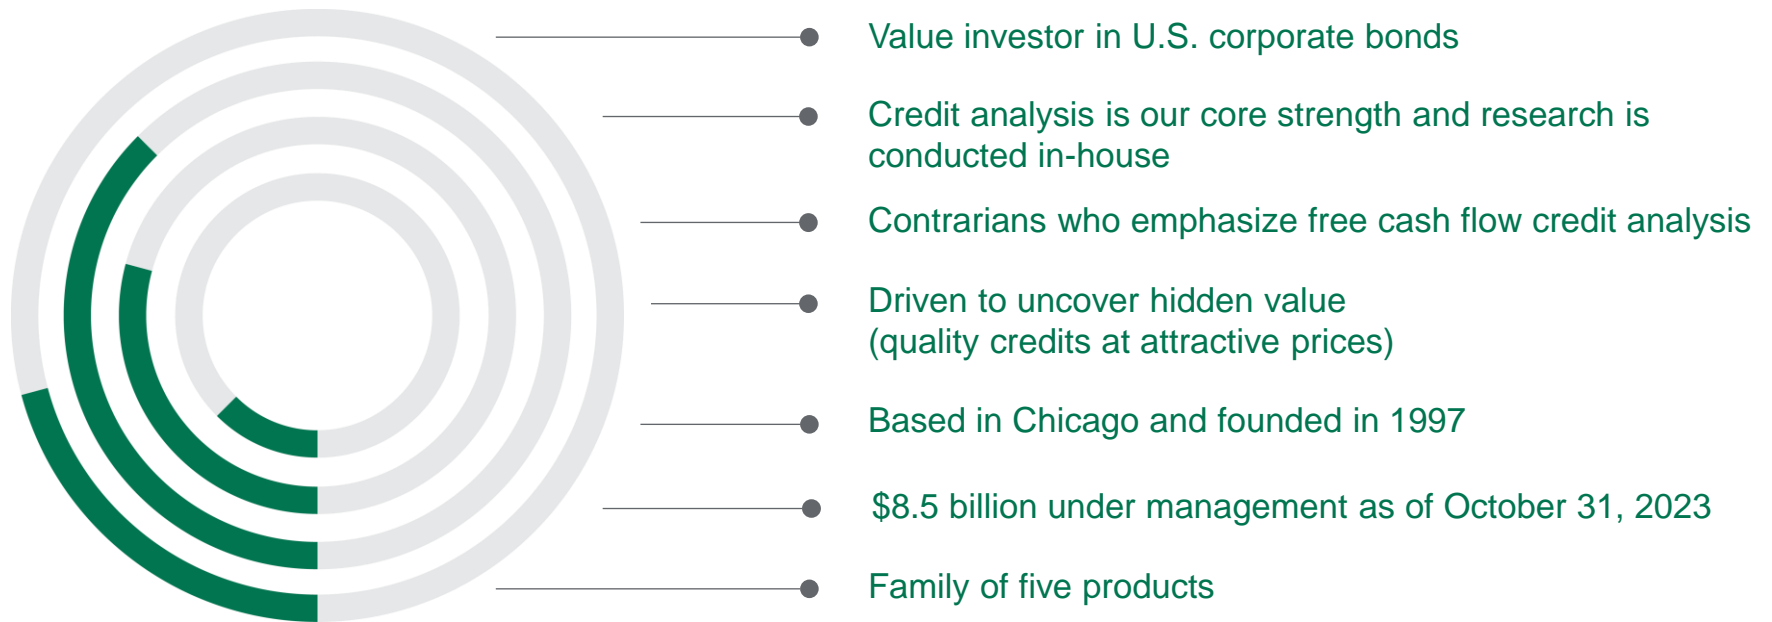 Value investor in U.S. corporate bonds
Credit analysis is our core strength and research is
conducted in-house
Contrarians who emphasize free cash flow credit analysis
Driven to uncover hidden value
(quality credits at attractive prices)
Based in Chicago and founded in 1997
$8.5 billion under management as of October 31, 2023
Family of five products